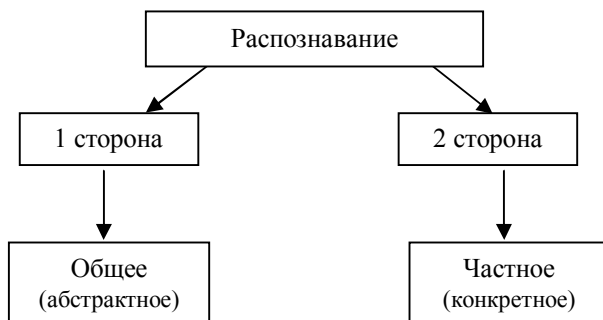 Распознавание
1 сторона
2 сторона
Общее
(абстрактное)
Частное
(конкретное)